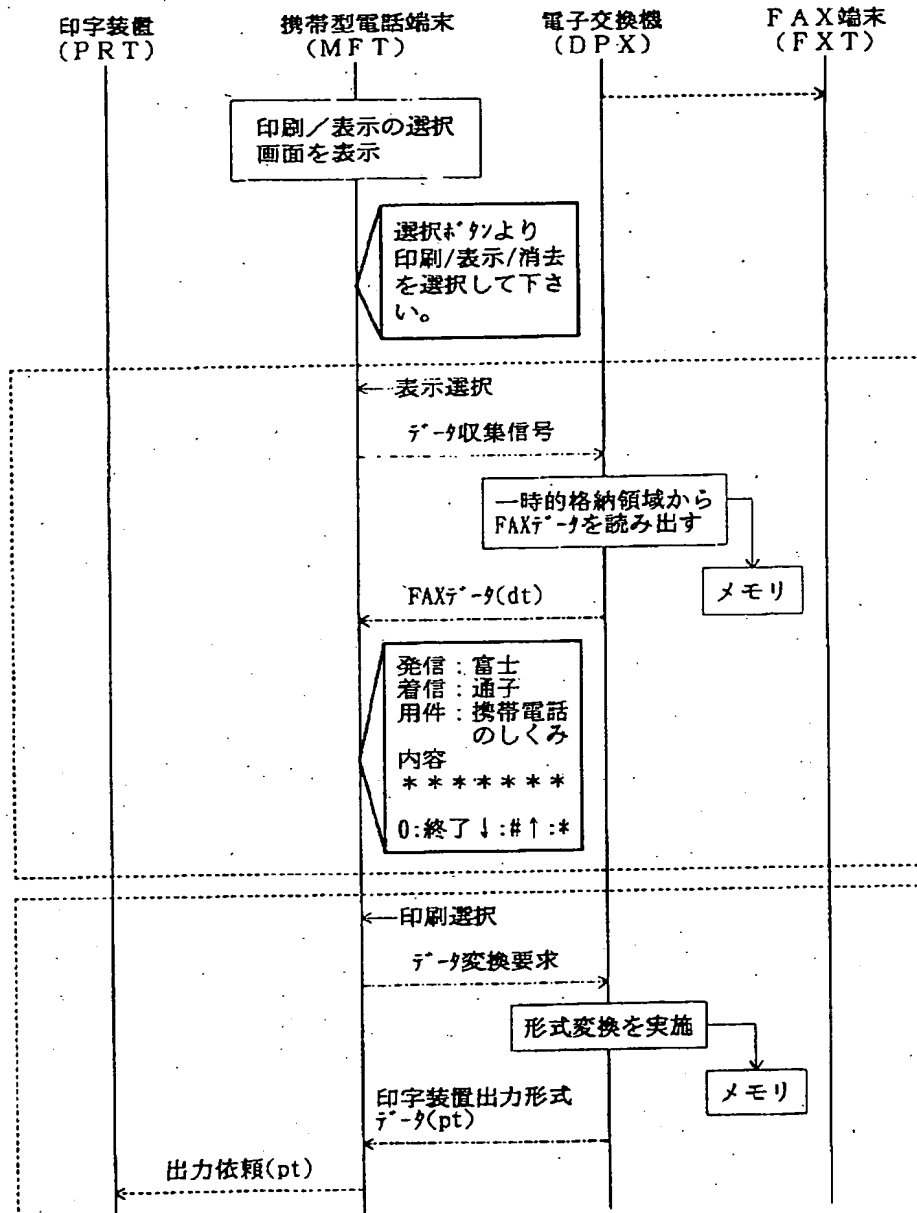 印字装置
(PRT)
携帯型電話端末
(MFT)
電子交換機
(DPX)
FAX端末
(FXT)
印刷／表示の選択
画面を表示
選択ﾎﾞﾀﾝより
印刷/表示/消去
を選択して下さ
い。
表示選択
ﾃﾞｰﾀ収集信号
一時的格納領域から
FAXﾃﾞｰﾀを読み出す
メモリ
FAXﾃﾞｰﾀ(dt)
発信：富士
着信：通子
用件：携帯電話
のしくみ
内容
＊＊＊＊＊＊＊
0:終了↓:#↑:*
印刷選択
ﾃﾞｰﾀ変換要求
形式変換を実施
メモリ
印字装置出力形式
ﾃﾞｰﾀ(pt)
出力依頼(pt)